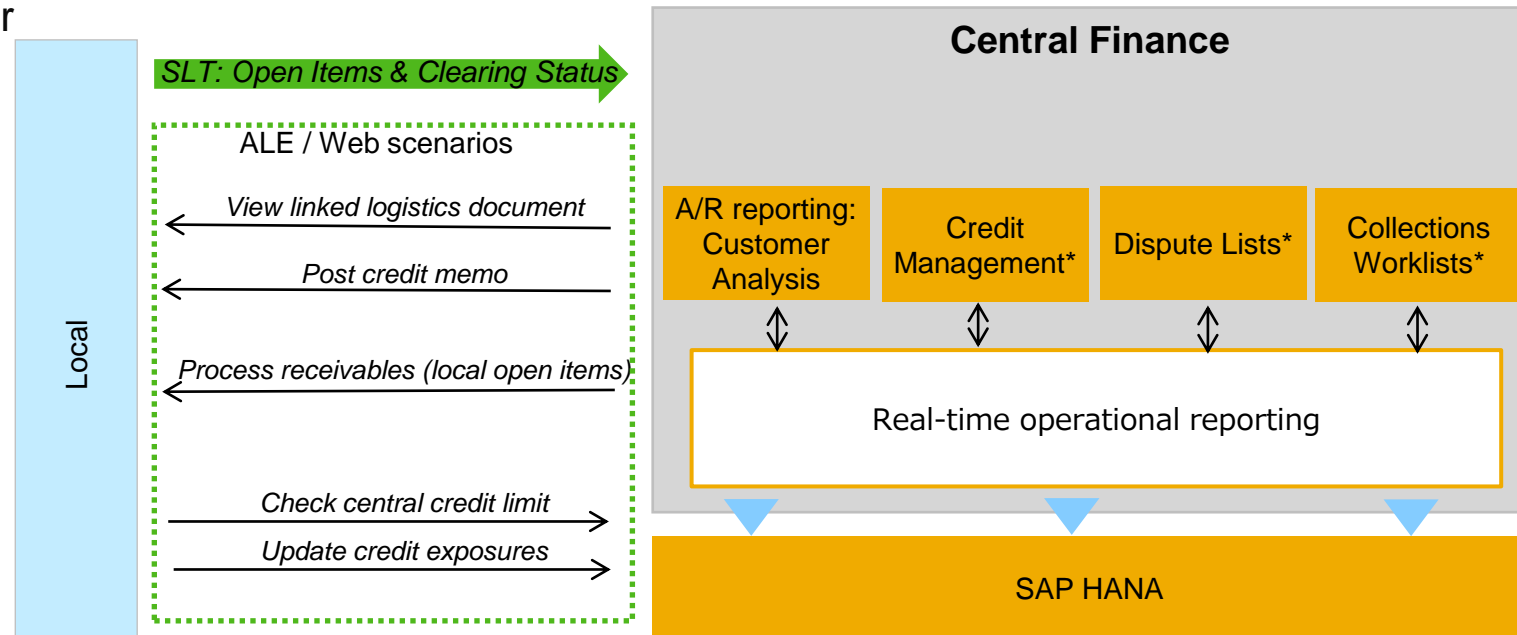 r
Central Finance
SLT: Open Items & Clearing Status
ALE / Web scenarios
View linked logistics document
Post credit memo
Process receivables (local open items)
Check central credit limit
Update credit exposures
Local
A/R reporting:
Customer
Analysis
Credit
Management*
Dispute Lists*
Collections
Worklists*
Real-time operational reporting
SAP HANA